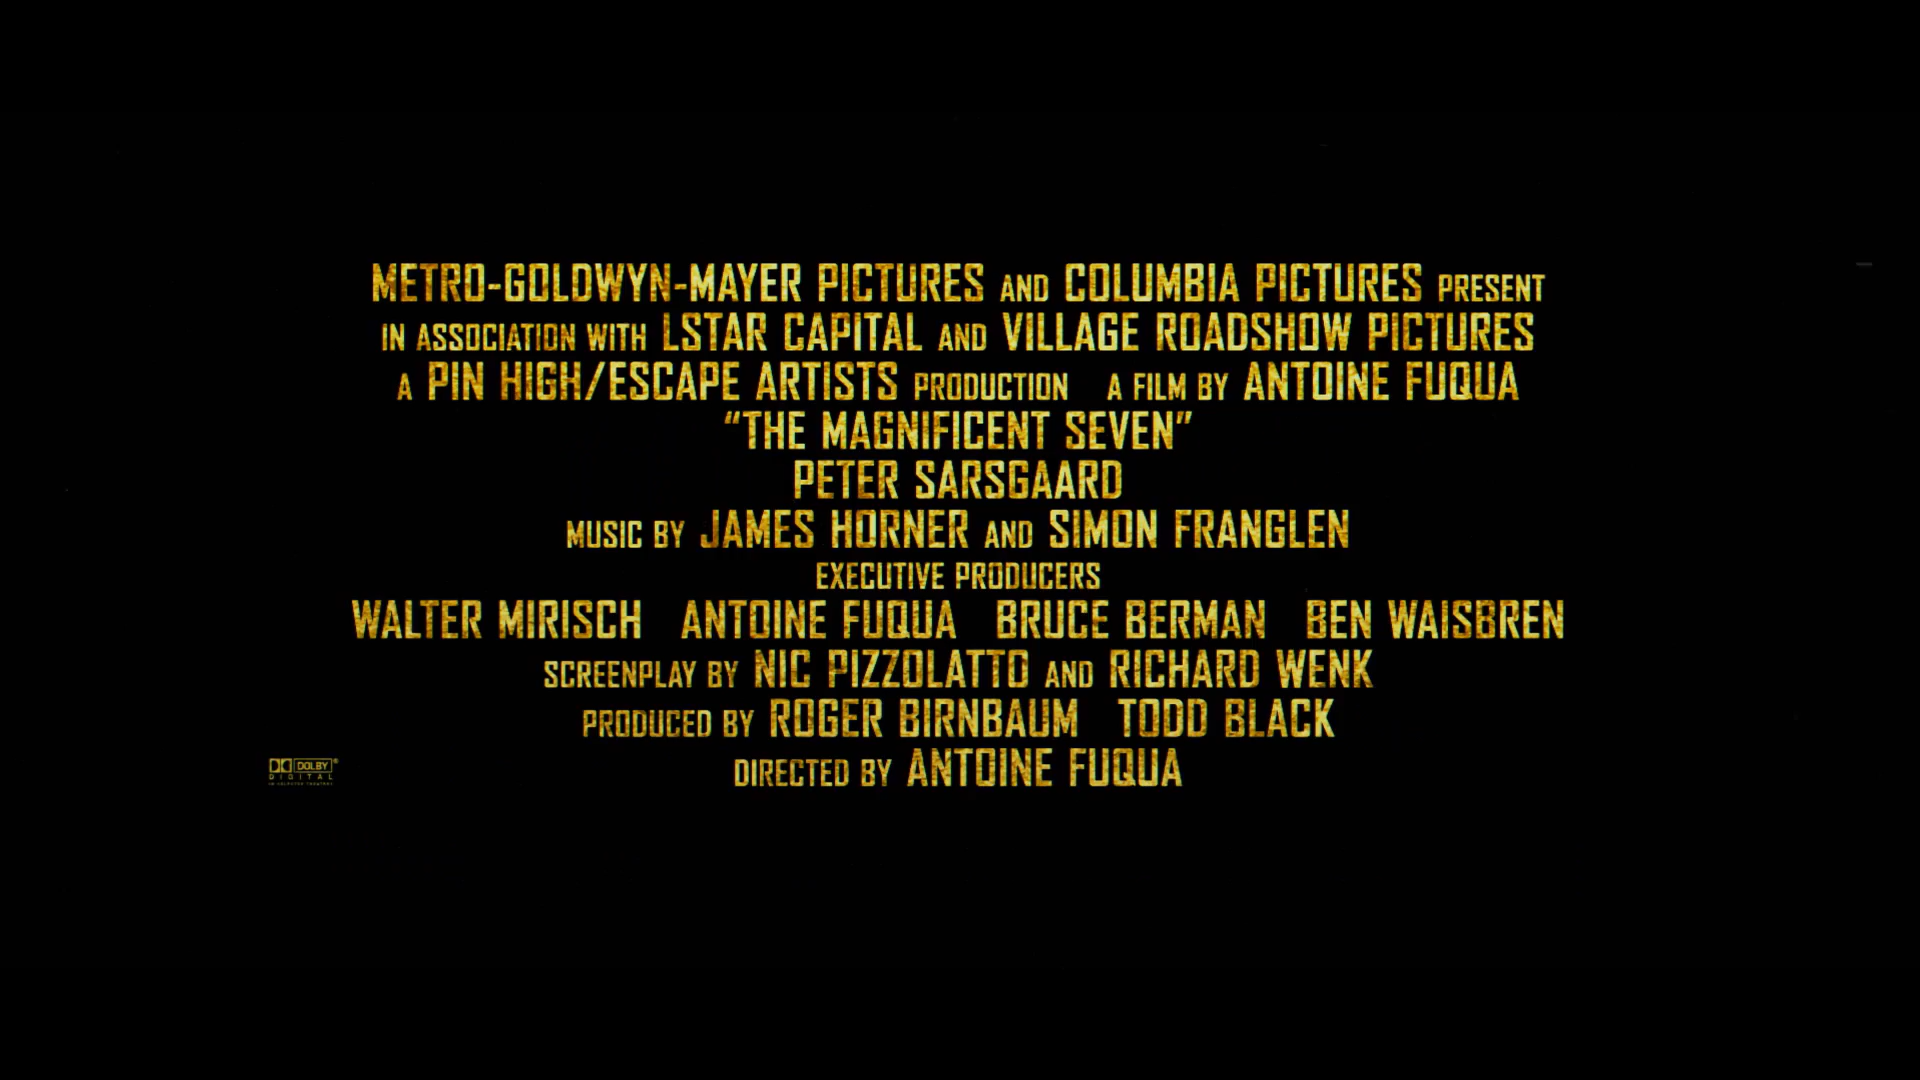 METRO-GOLDWYN-MAYER PICTURES AND COLUMBIA PICTURES PRESENT
IN ASSOCIATION WITH LSTAR CAPITAL AND VILLAGE ROADSHOW PICTURES
A PIN HIGH/ESCAPE ARTISTS PRODUCTION A FILM BY ANTOINE FUQUA
“THE MAGNIFICENT SEVEN”
PETER SARSGAARD
MUSIC BY JAMES HORNER AND SIMON FRANGLEN
EXECUTIVE PRODUCERS
WALTER MIRISCH ANTOINE FUQUA BRUCE BERMAN BEN WAISBREN
SCREENPLAY BY NIC PIZZOLATTO AND RICHARD WENK
PRODUCED BY ROGER BIRNBAUM TODD BLACK
DIRECTED BY ANTOINE FUQUA
DOLBY®
DIGITAL